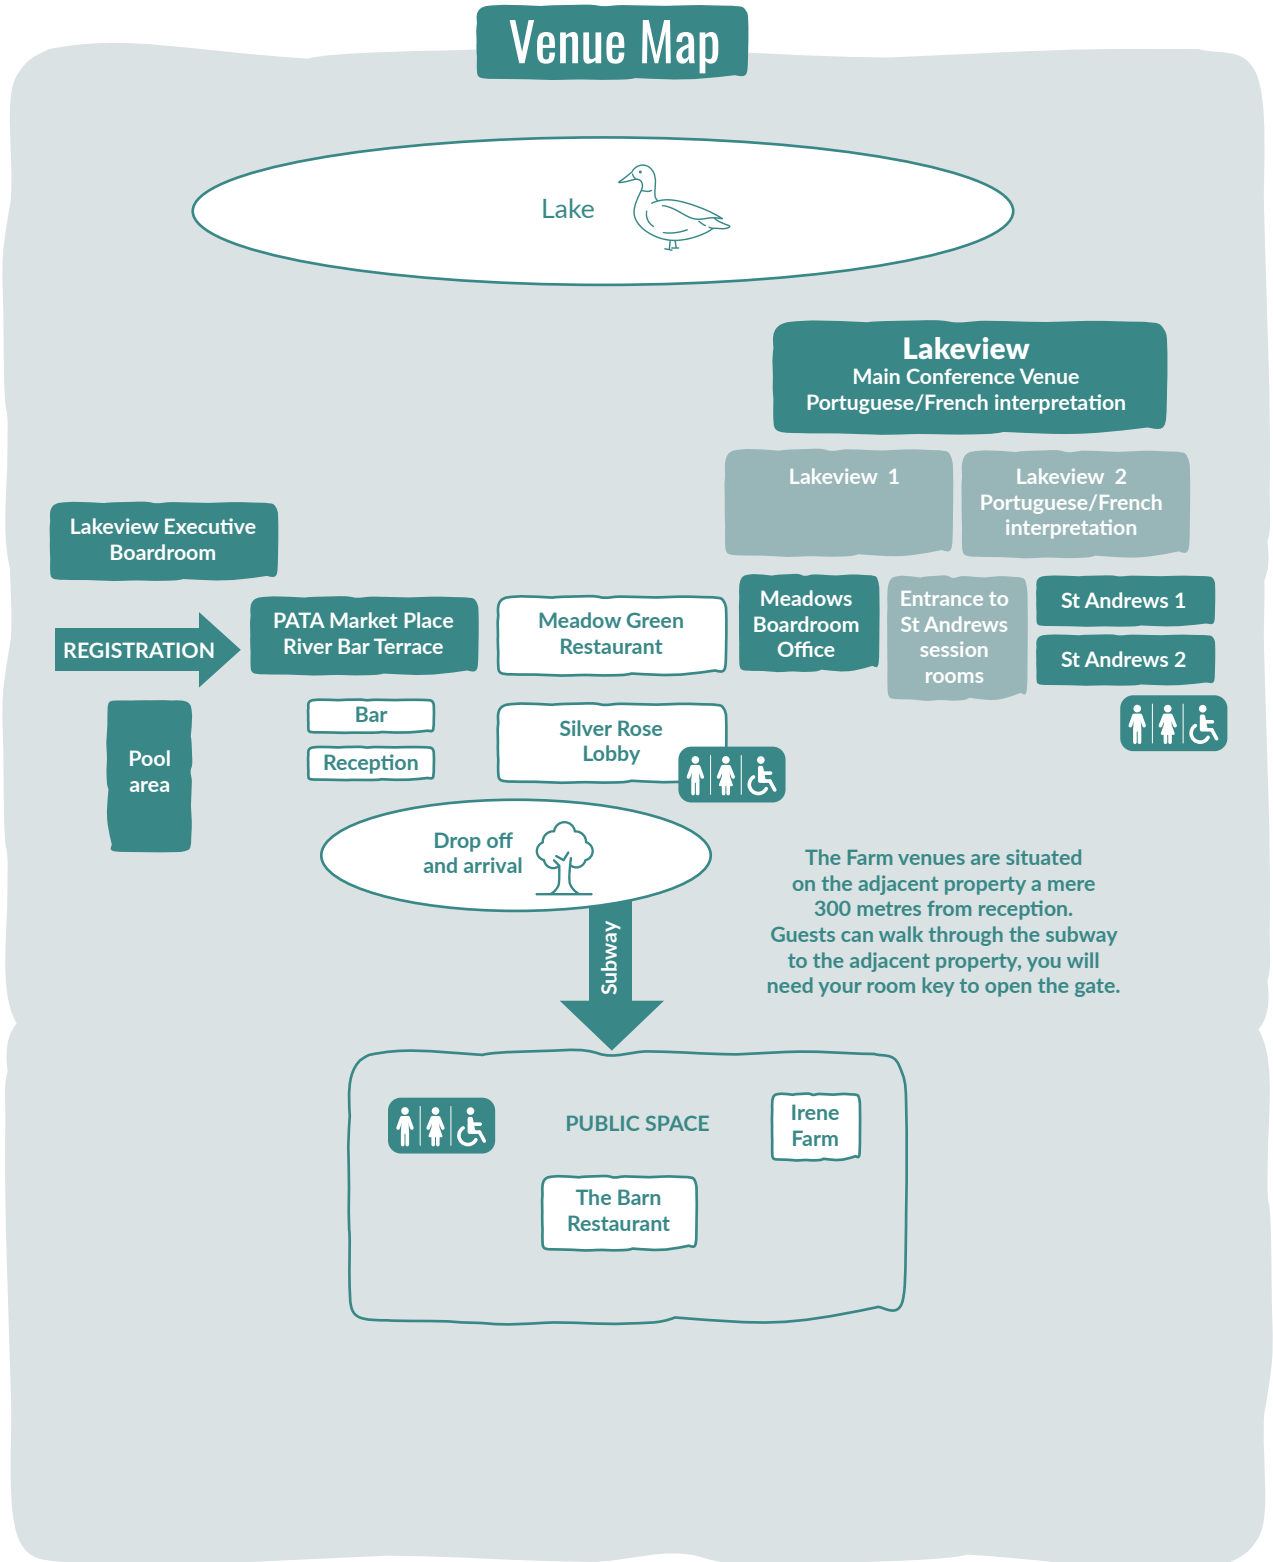 Venue Map
Lake
Lakeview
Main Conference Venue
Portuguese/French interpretation
Lakeview 1
Lakeview 2
Portuguese/French
interpretation
Lakeview Executive
Boardroom
REGISTRATION
PATA Market Place
River Bar Terrace
Meadow Green
Restaurant
Meadows
Boardroom
Office
Entrance to
St Andrews
session
rooms
St Andrews 1
St Andrews 2
Pool
area
Bar
Reception
Silver Rose
Lobby
Drop off
and arrival
Subway
The Farm venues are situated
on the adjacent property a mere
300 metres from reception.
Guests can walk through the subway
to the adjacent property, you will
need your room key to open the gate.
PUBLIC SPACE
Irene
Farm
The Barn
Restaurant